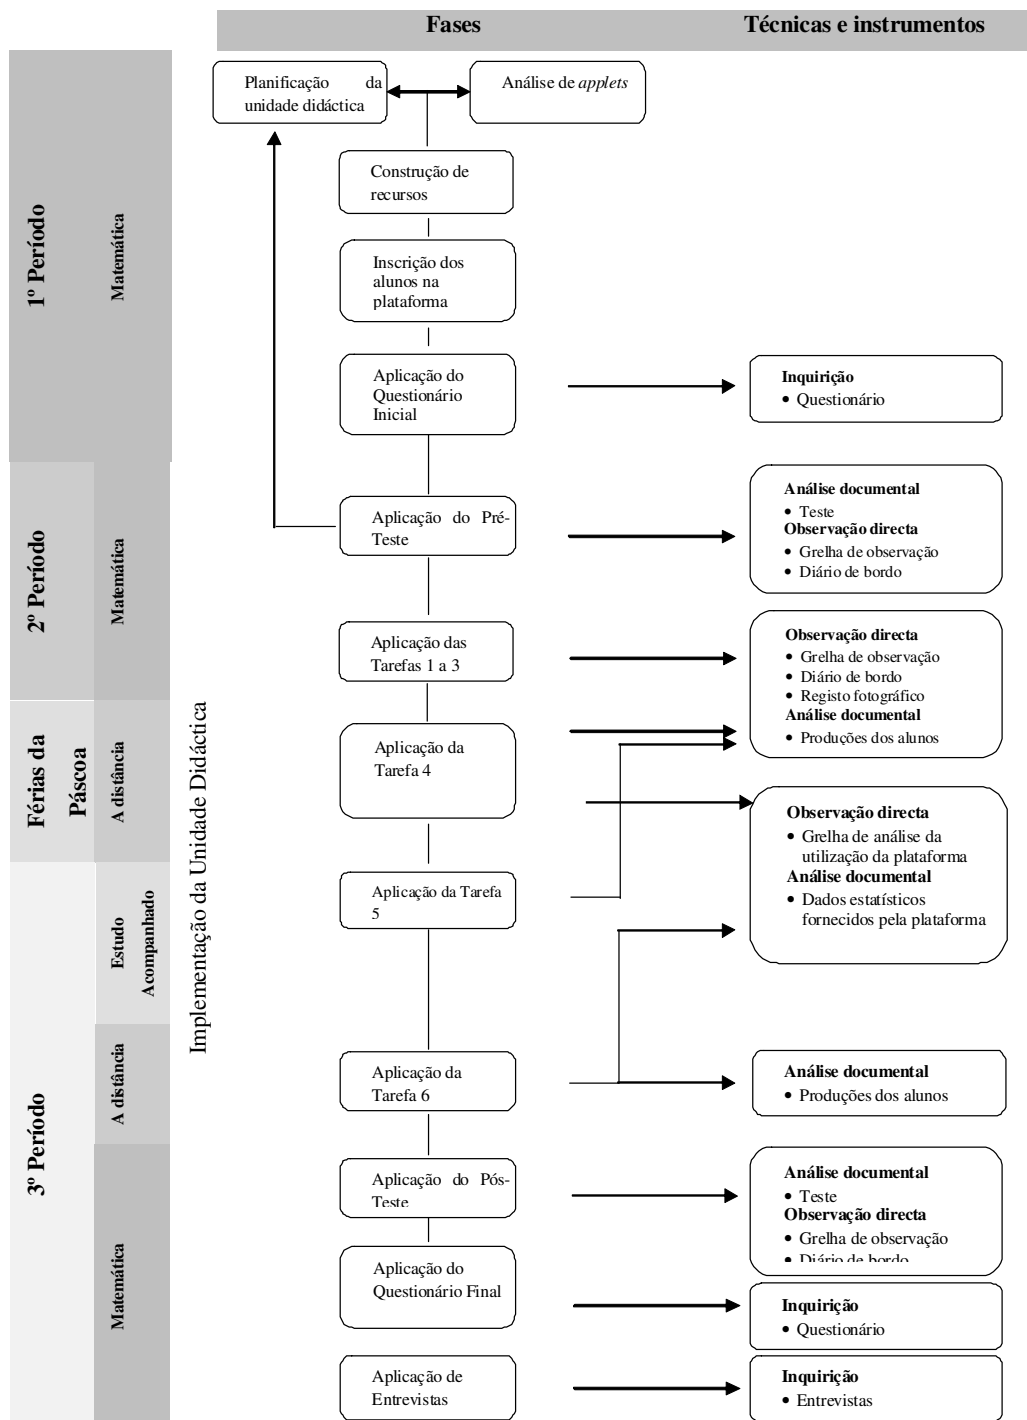 Fases
Técnicas e instrumentos
1º Período
Matemática
Planificação da
unidade didáctica
Análise de applets
Construção de
recursos
Inscrição dos
alunos na
plataforma
Aplicação do
Questionário
Inicial
Inquirição
• Questionário
2º Período
Matemática
Implementação da Unidade Didáctica
Aplicação do Pré-
Teste
Análise documental
• Teste
Observação directa
• Grelha de observação
• Diário de bordo
Aplicação das
Tarefas 1 a 3
Observação directa
• Grelha de observação
• Diário de bordo
• Registo fotográfico
Análise documental
• Produções dos alunos
Férias da
Páscoa
A distância
Aplicação da
Tarefa 4
Observação directa
• Grelha de análise da
utilização da plataforma
Análise documental
• Dados estatísticos
fornecidos pela plataforma
3º Período
Estudo
Acompanhado
Aplicação da Tarefa
5
A distância
Aplicação da
Tarefa 6
Análise documental
• Produções dos alunos
Matemática
Aplicação do Pós-
Teste
Análise documental
• Teste
Observação directa
• Grelha de observação
• Diário de bordo
Aplicação do
Questionário Final
Inquirição
• Questionário
Aplicação de
Entrevistas
Inquirição
• Entrevistas